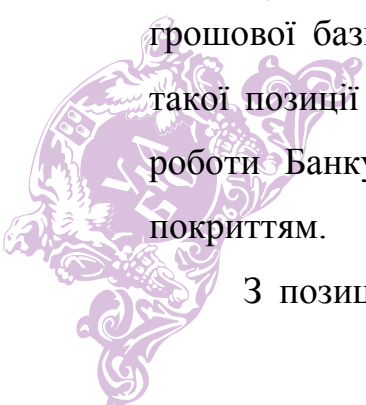 грошової баз
такої позиції
роботи Банку
покриттям.
З позиц